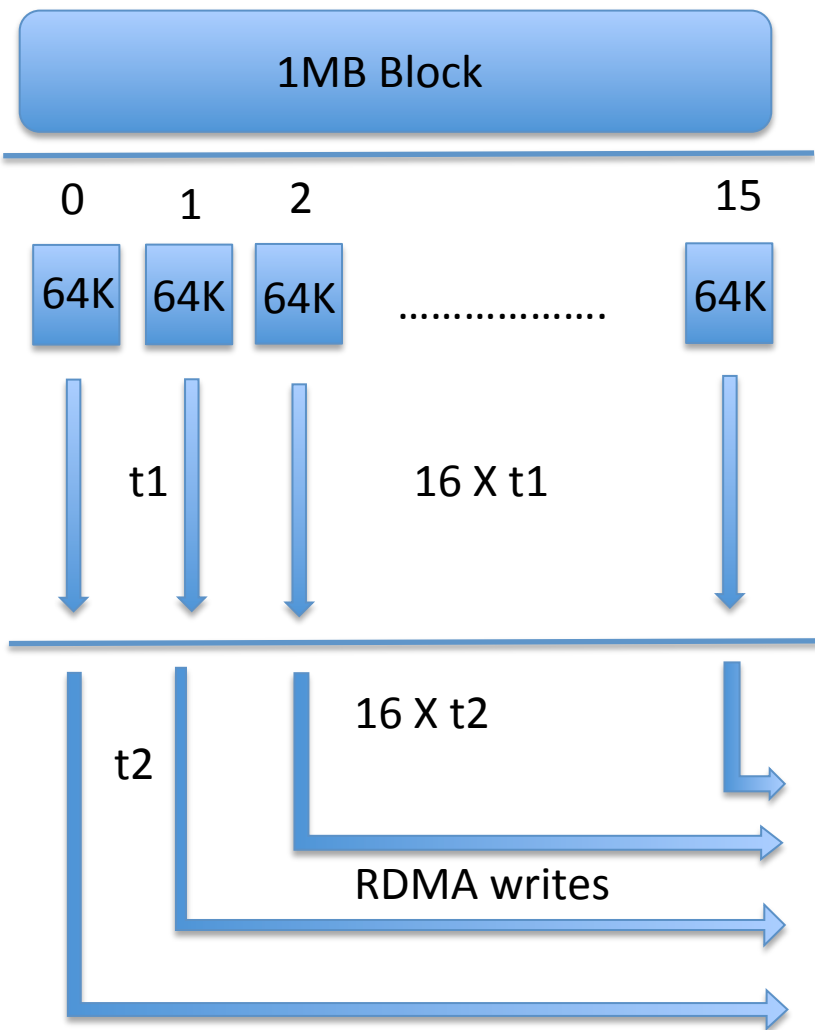 1MB Block
0 1 2 15
64K 64K 64K ……………….. 64K
t1 16 X t1
16 X t2
t2
RDMA writes